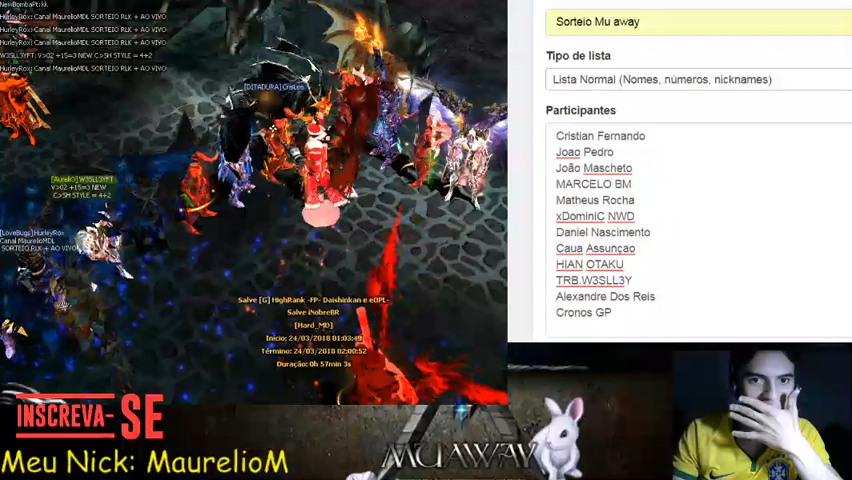 NewBombaPt: kk
HurleyRox: Canal MaurelioMDL SORTEIO RLK + AO VIVO
HurleyRox: Canal MaurelioMDL SORTEIO RLK + AO VIVO
HurleyRox: Canal MaurelioMDL SORTEIO RLK + AO VIVO
W3SLL3YFT: V>02 +15=3 NEW C>SH STYLE = 4+2
HurleyRox: Canal MaurelioMDL SORTEIO RLK + AO VIVO
[DITADURA]
[Aurelio] W3SLL3YFT
V>02 +15=3 NEW
C>SH STYLE = 4+2
[LoveBugs] HurleyRox
Canal MaurelioMDL
SORTEIO RLK + AO VIVO
Salve [G] HighRank -FP- Daishinkan e eOPL-
Salve iNobreBR
[Hard_MD]
Início: 24/03/2018 01:03:49
Término: 24/03/2018 02:00:52
Duração: 0h 57min 3s
INSCREVA-SE
Meu Nick: MaurelioM
MUAWAY
Sorteio Mu away
Tipo de lista
Lista Normal (Nomes, números, nicknames)
Participantes
Cristian Fernando
Joao Pedro
João Mascheto
MARCELO BM
Matheus Rocha
xDominiC NWD
Daniel Nascimento
Caua Assunçao
HIAN OTAKU
TRB.W3SLL3Y
Alexandre Dos Reis
Cronos GP